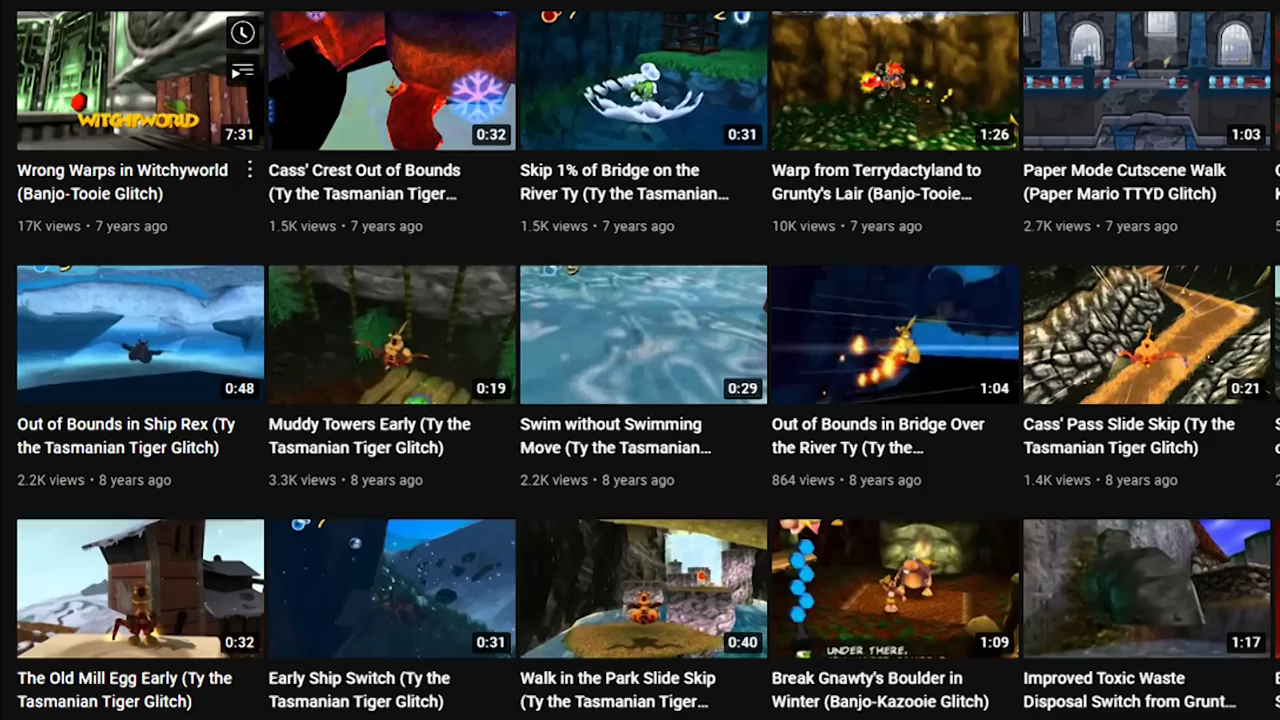 WITCHYWORLD
7:31
0:32
0:31
1:26
1:03
Wrong Warps in Witchyworld
(Banjo-Tooie Glitch)
17K views • 7 years ago
Cass' Crest Out of Bounds
(Ty the Tasmanian Tiger...
1.5K views • 7 years ago
Skip 1% of Bridge on the
River Ty (Ty the Tasmanian...
1.5K views • 7 years ago
Warp from Terrydactyland to
Grunty's Lair (Banjo-Tooie...
10K views • 7 years ago
Paper Mode Cutscene Walk
(Paper Mario TTYD Glitch)
2.7K views • 7 years ago
0:48
0:19
0:29
1:04
0:21
Out of Bounds in Ship Rex (Ty
the Tasmanian Tiger Glitch)
2.2K views • 8 years ago
Muddy Towers Early (Ty the
Tasmanian Tiger Glitch)
3.3K views • 8 years ago
Swim without Swimming
Move (Ty the Tasmanian...
2.2K views • 8 years ago
Out of Bounds in Bridge Over
the River Ty (Ty the...
864 views • 8 years ago
Cass' Pass Slide Skip (Ty the
Tasmanian Tiger Glitch)
1.4K views • 8 years ago
0:32
0:31
0:40
UNDER THERE,
1:09
1:17
The Old Mill Egg Early (Ty the
Tasmanian Tiger Glitch)
Early Ship Switch (Ty the
Tasmanian Tiger Glitch)
Walk in the Park Slide Skip
(Ty the Tasmanian Tiger...
Break Gnawty's Boulder in
Winter (Banjo-Kazooie Glitch)
Improved Toxic Waste
Disposal Switch from Grunt...